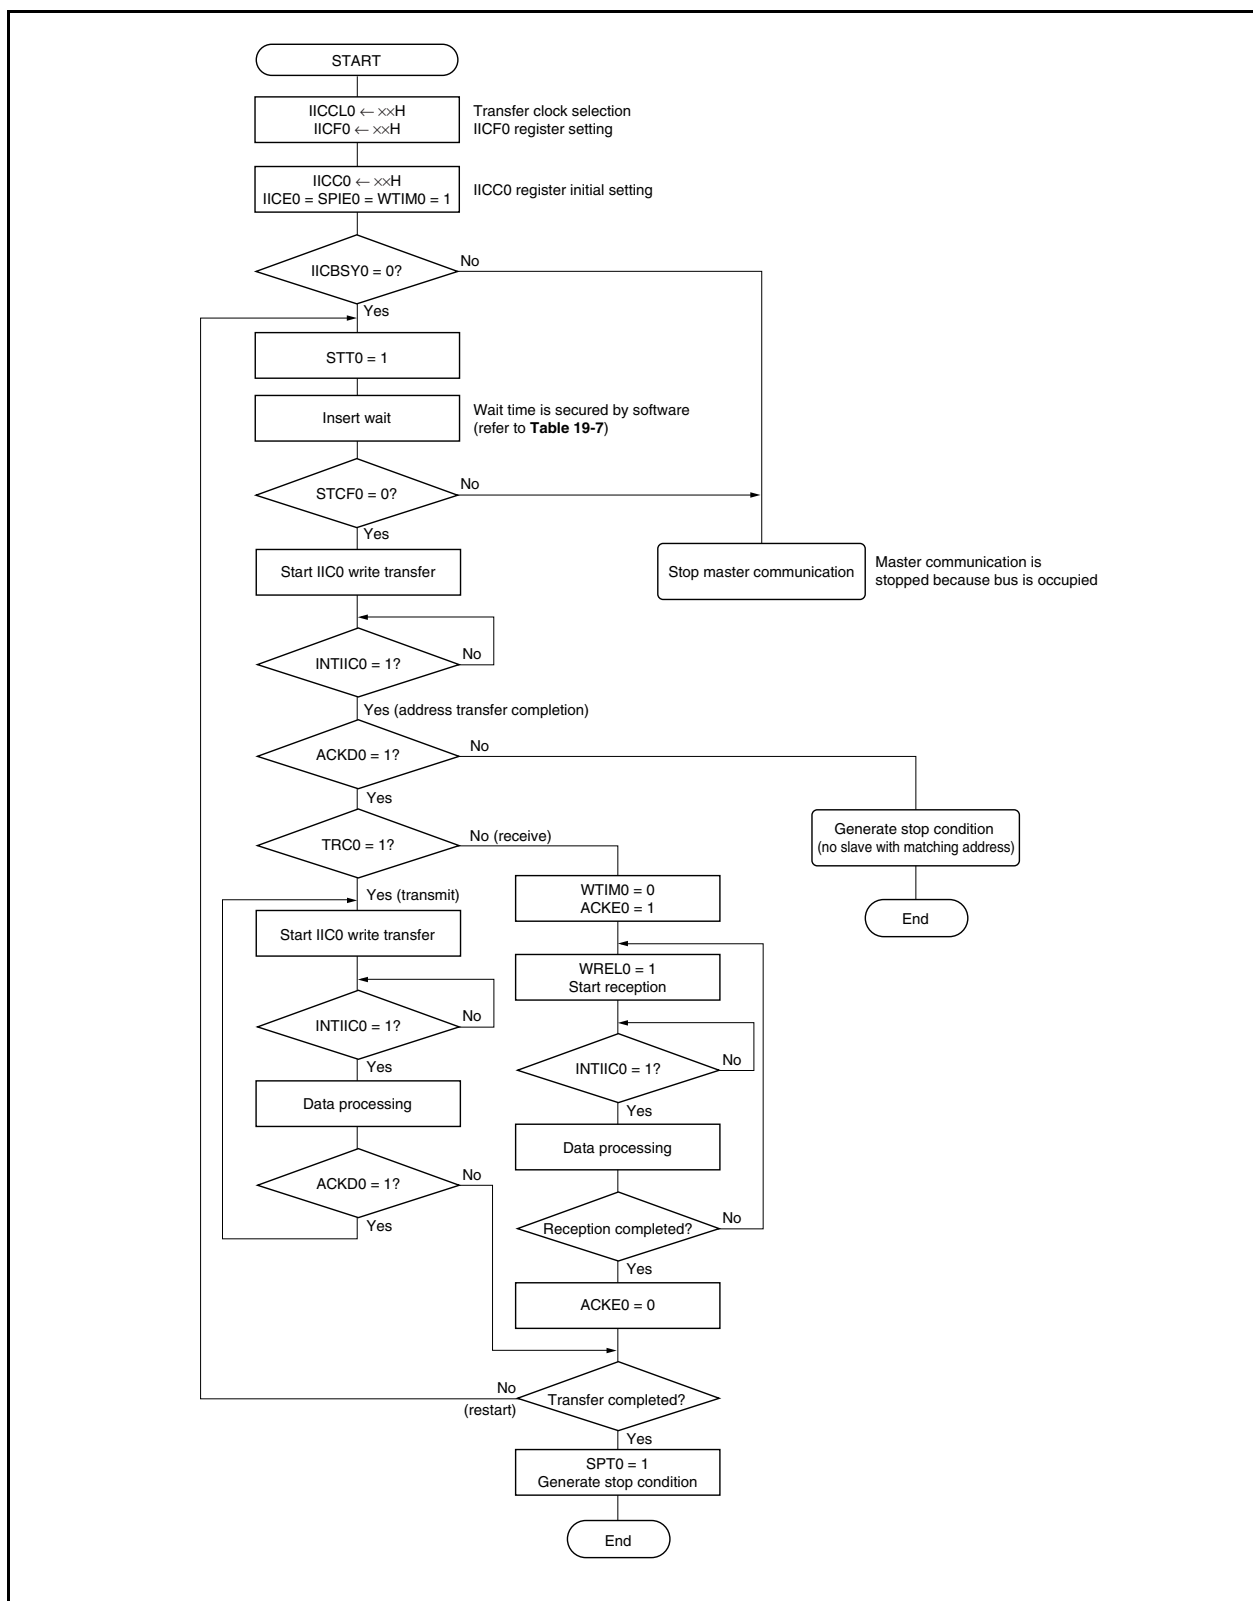 START
IICCL0 ← ××H
IICF0 ← ××H
Transfer clock selection
IICF0 register setting
IICC0 ← ××H
IICE0 = SPIE0 = WTIM0 = 1
IICC0 register initial setting
IICBSY0 = 0?
No
Yes
STT0 = 1
Insert wait
Wait time is secured by software
(refer to Table 19-7)
STCF0 = 0?
No
Yes
Start IIC0 write transfer
Stop master communication
Master communication is
stopped because bus is occupied
INTIIC0 = 1?
No
Yes (address transfer completion)
ACKD0 = 1?
No
Yes
Generate stop condition
(no slave with matching address)
End
TRC0 = 1?
No (receive)
Yes (transmit)
WTIM0 = 0
ACKE0 = 1
Start IIC0 write transfer
WREL0 = 1
Start reception
INTIIC0 = 1?
No
Yes
INTIIC0 = 1?
No
Yes
Data processing
Data processing
ACKD0 = 1?
No
Yes
Reception completed?
No
Yes
ACKE0 = 0
Transfer completed?
No
(restart)
Yes
SPT0 = 1
Generate stop condition
End